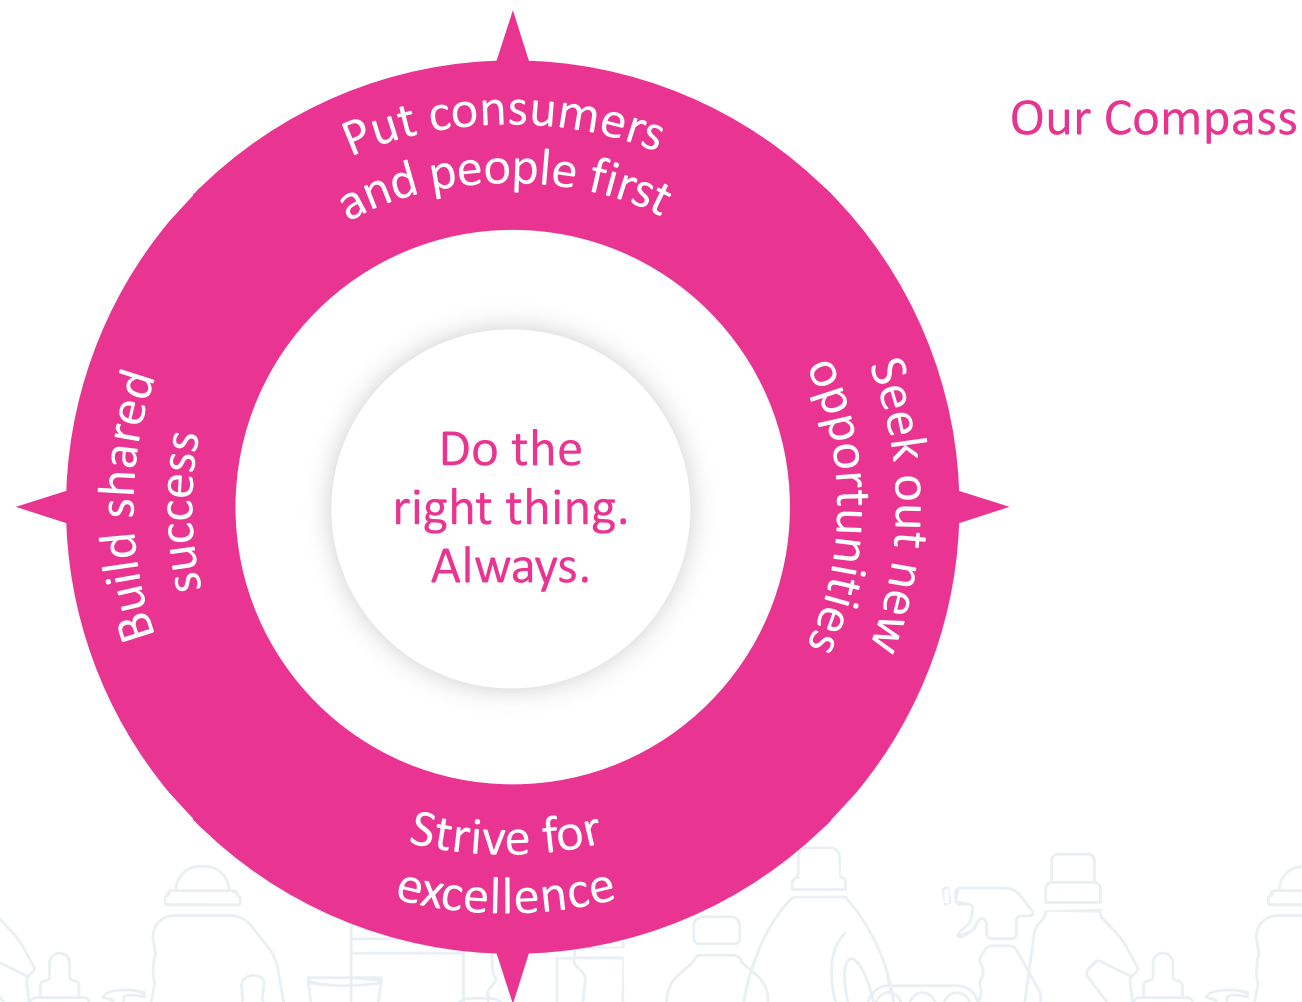 Our Compass
Put consumers
and people first
Seek out new
opportunities
Strive for
excellence
Build shared
success
Do the
right thing.
Always.